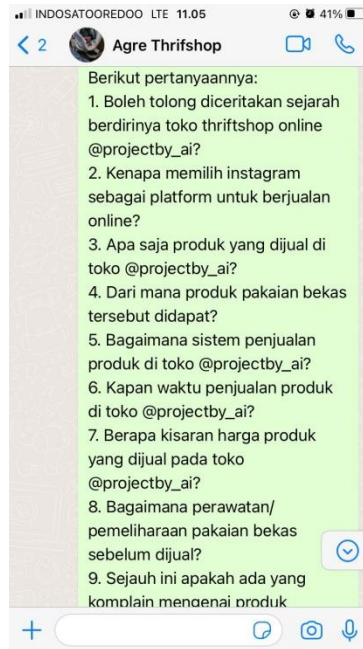 INDOSATOOREDOO LTE 11.05 41%
2 Agre Thrifshop
Berikut pertanyaannya:
1. Boleh tolong diceritakan sejarah
berdirinya toko thriftshop online
@projectby_ai?
2. Kenapa memilih instagram
sebagai platform untuk berjualan
online?
3. Apa saja produk yang dijual di
toko @projectby_ai?
4. Dari mana produk pakaian bekas
tersebut didapat?
5. Bagaimana sistem penjualan
produk di toko @projectby_ai?
6. Kapan waktu penjualan produk
di toko @projectby_ai?
7. Berapa kisaran harga produk
yang dijual pada toko
@projectby_ai?
8. Bagaimana perawatan/
pemeliharaan pakaian bekas
sebelum dijual?
9. Sejauh ini apakah ada yang
komplain mengenai produk